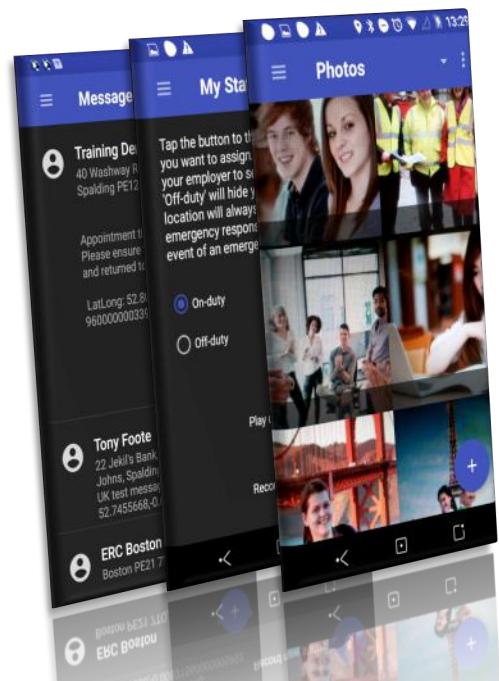 Message
Training De
40 Washway R
Spalding PE12
Appointment t
Please ensure
and returned to
LatLong: 52.8
960000000339
Tony Foote
22 Jekil's Bank,
Johns, Spalding
UK test messag
52.7455668,-0.
ERC Boston
Boston PE21 7
My Sta
Tap the button to th
you want to assign.
your employer to se
'Off-duty' will hide y
location will always
emergency respons
event of an emerge
On-duty
Off-duty
Play
Reco
13:29
Photos